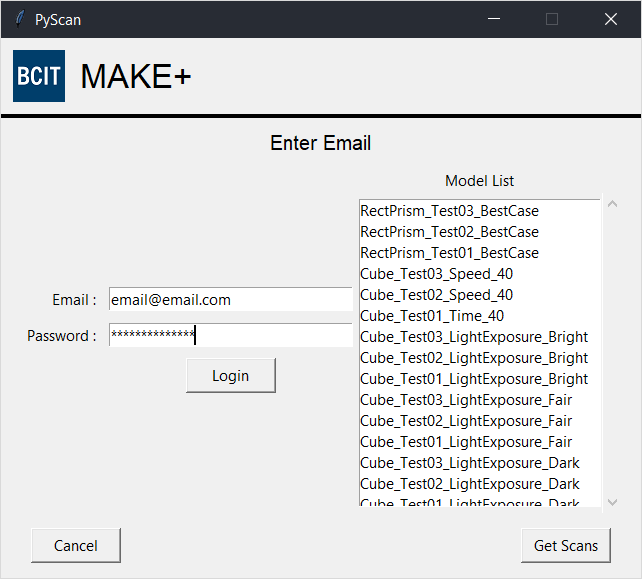 PyScan
BCIT MAKE+
Enter Email
Model List
RectPrism_Test03_BestCase
RectPrism_Test02_BestCase
RectPrism_Test01_BestCase
Cube_Test03_Speed_40
Cube_Test02_Speed_40
Cube_Test01_Time_40
Cube_Test03_LightExposure_Bright
Cube_Test02_LightExposure_Bright
Cube_Test01_LightExposure_Bright
Cube_Test03_LightExposure_Fair
Cube_Test02_LightExposure_Fair
Cube_Test01_LightExposure_Fair
Cube_Test03_LightExposure_Dark
Cube_Test02_LightExposure_Dark
Cube_Test01_LightExposure_Dark
Email : email@email.com
Password : **************
Login
Cancel
Get Scans